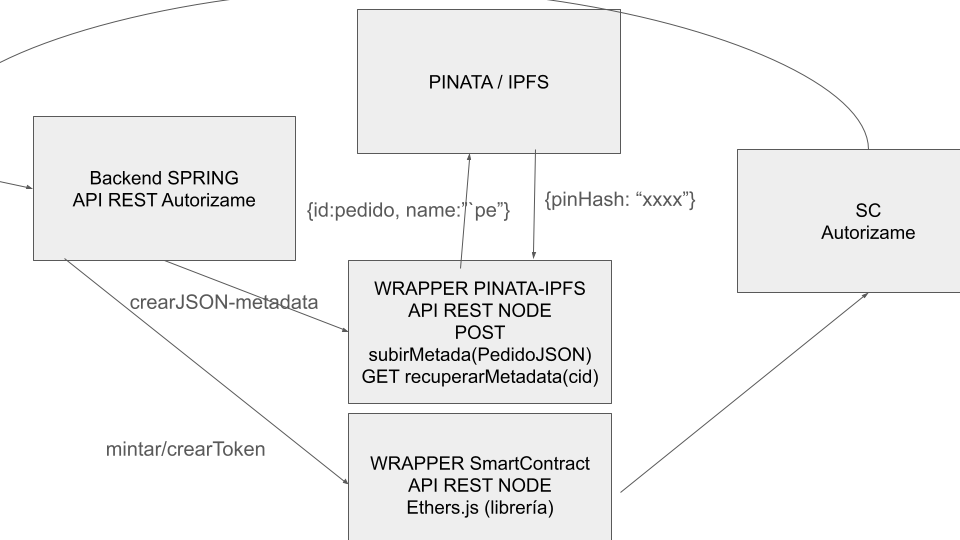 PINATA / IPFS
Backend SPRING
API REST Autorizame
{id:pedido, name:”`pe”}
{pinHash: “xxxx”}
SC
Autorizame
crearJSON-metadata
WRAPPER PINATA-IPFS
API REST NODE
POST
subirMetada(PedidoJSON)
GET recuperarMetadata(cid)
mintar/crearToken
WRAPPER SmartContract
API REST NODE
Ethers.js (librería)